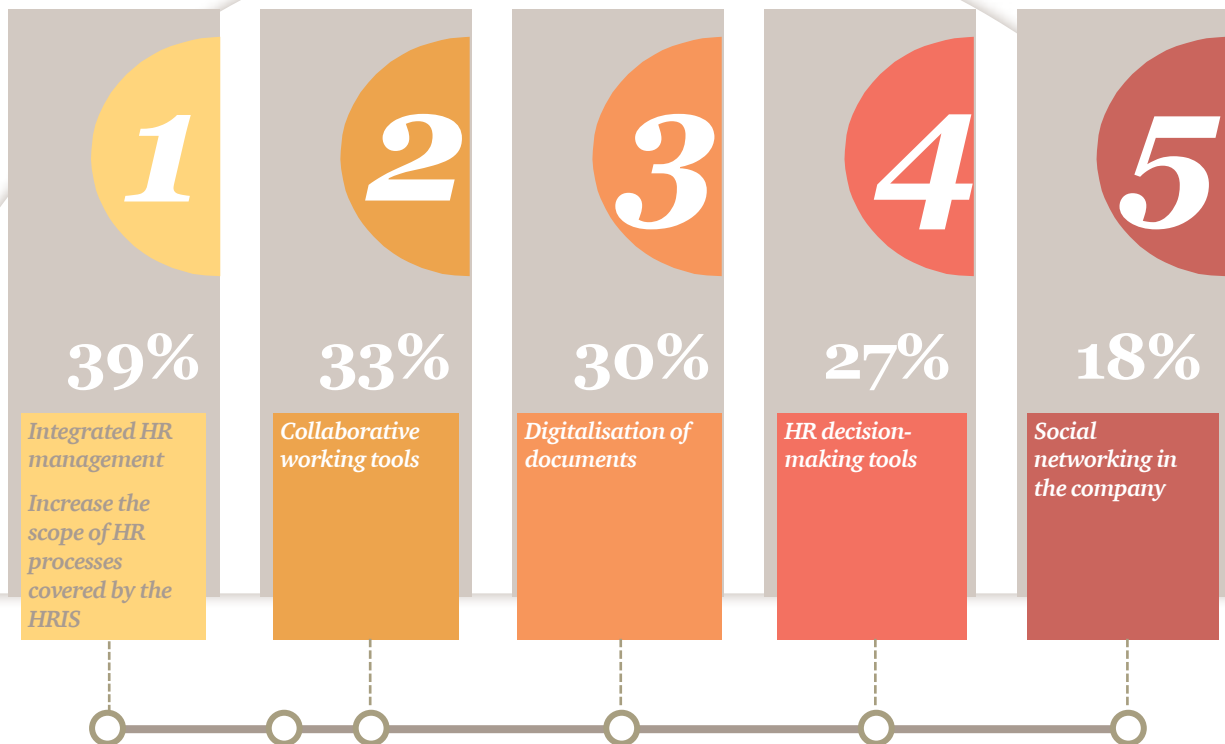 1
39%
Integrated HR
management
Increase the
scope of HR
processes
covered by the
HRIS
2
33%
Collaborative
working tools
3
30%
Digitalisation of
documents
4
27%
HR decision-
making tools
5
18%
Social
networking in
the company